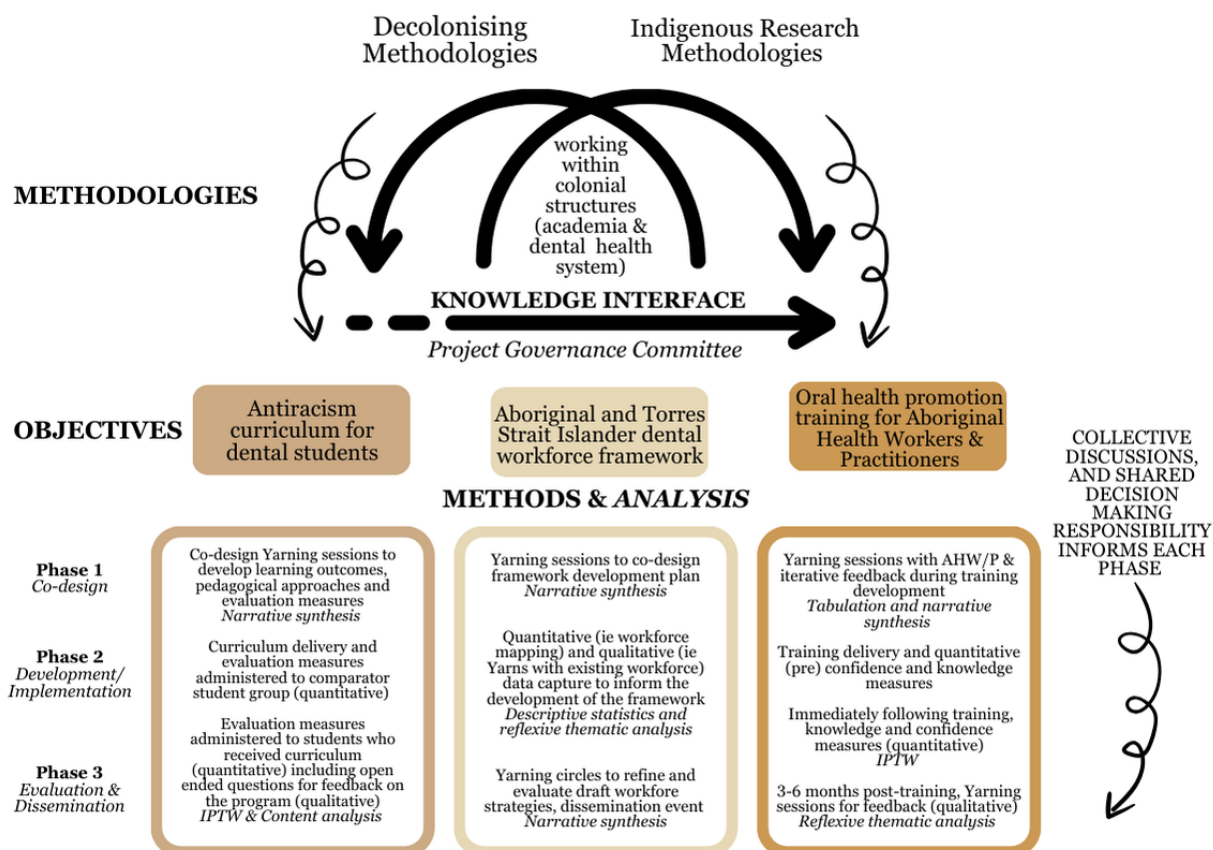 Decolonising
Methodologies
Indigenous Research
Methodologies
METHODOLOGIES
working
within
colonial
structures
(academia &
dental health
system)
KNOWLEDGE INTERFACE
Project Governance Committee
OBJECTIVES
Antiracism
curriculum for
dental students
Aboriginal and Torres
Strait Islander dental
workforce framework
Oral health promotion
training for Aboriginal
Health Workers &
Practitioners
COLLECTIVE
DISCUSSIONS,
AND SHARED
DECISION
MAKING
RESPONSIBILITY
INFORMS EACH
PHASE
METHODS & ANALYSIS
Phase 1
Co-design
Co-design Yarning sessions to
develop learning outcomes,
pedagogical approaches and
evaluation measures
Narrative synthesis
Yarning sessions to co-design
framework development plan
Narrative synthesis
Yarning sessions with AHW/P &
iterative feedback during training
development
Tabulation and narrative
synthesis
Phase 2
Development/
Implementation
Curriculum delivery and
evaluation measures
administered to comparator
student group (quantitative)
Quantitative (ie workforce
mapping) and qualitative (ie
Yarns with existing workforce)
data capture to inform the
development of the framework
Descriptive statistics and
reflexive thematic analysis
Training delivery and quantitative
(pre) confidence and knowledge
measures
Immediately following training,
knowledge and confidence
measures (quantitative)
IPTW
Phase 3
Evaluation &
Dissemination
Evaluation measures
administered to students who
received curriculum
(quantitative) including open
ended questions for feedback on
the program (qualitative)
IPTW & Content analysis
Yarning circles to refine and
evaluate draft workfore
strategies, dissemination event
Narrative synthesis
3-6 months post-training, Yarning
sessions for feedback (qualitative)
Reflexive thematic analysis